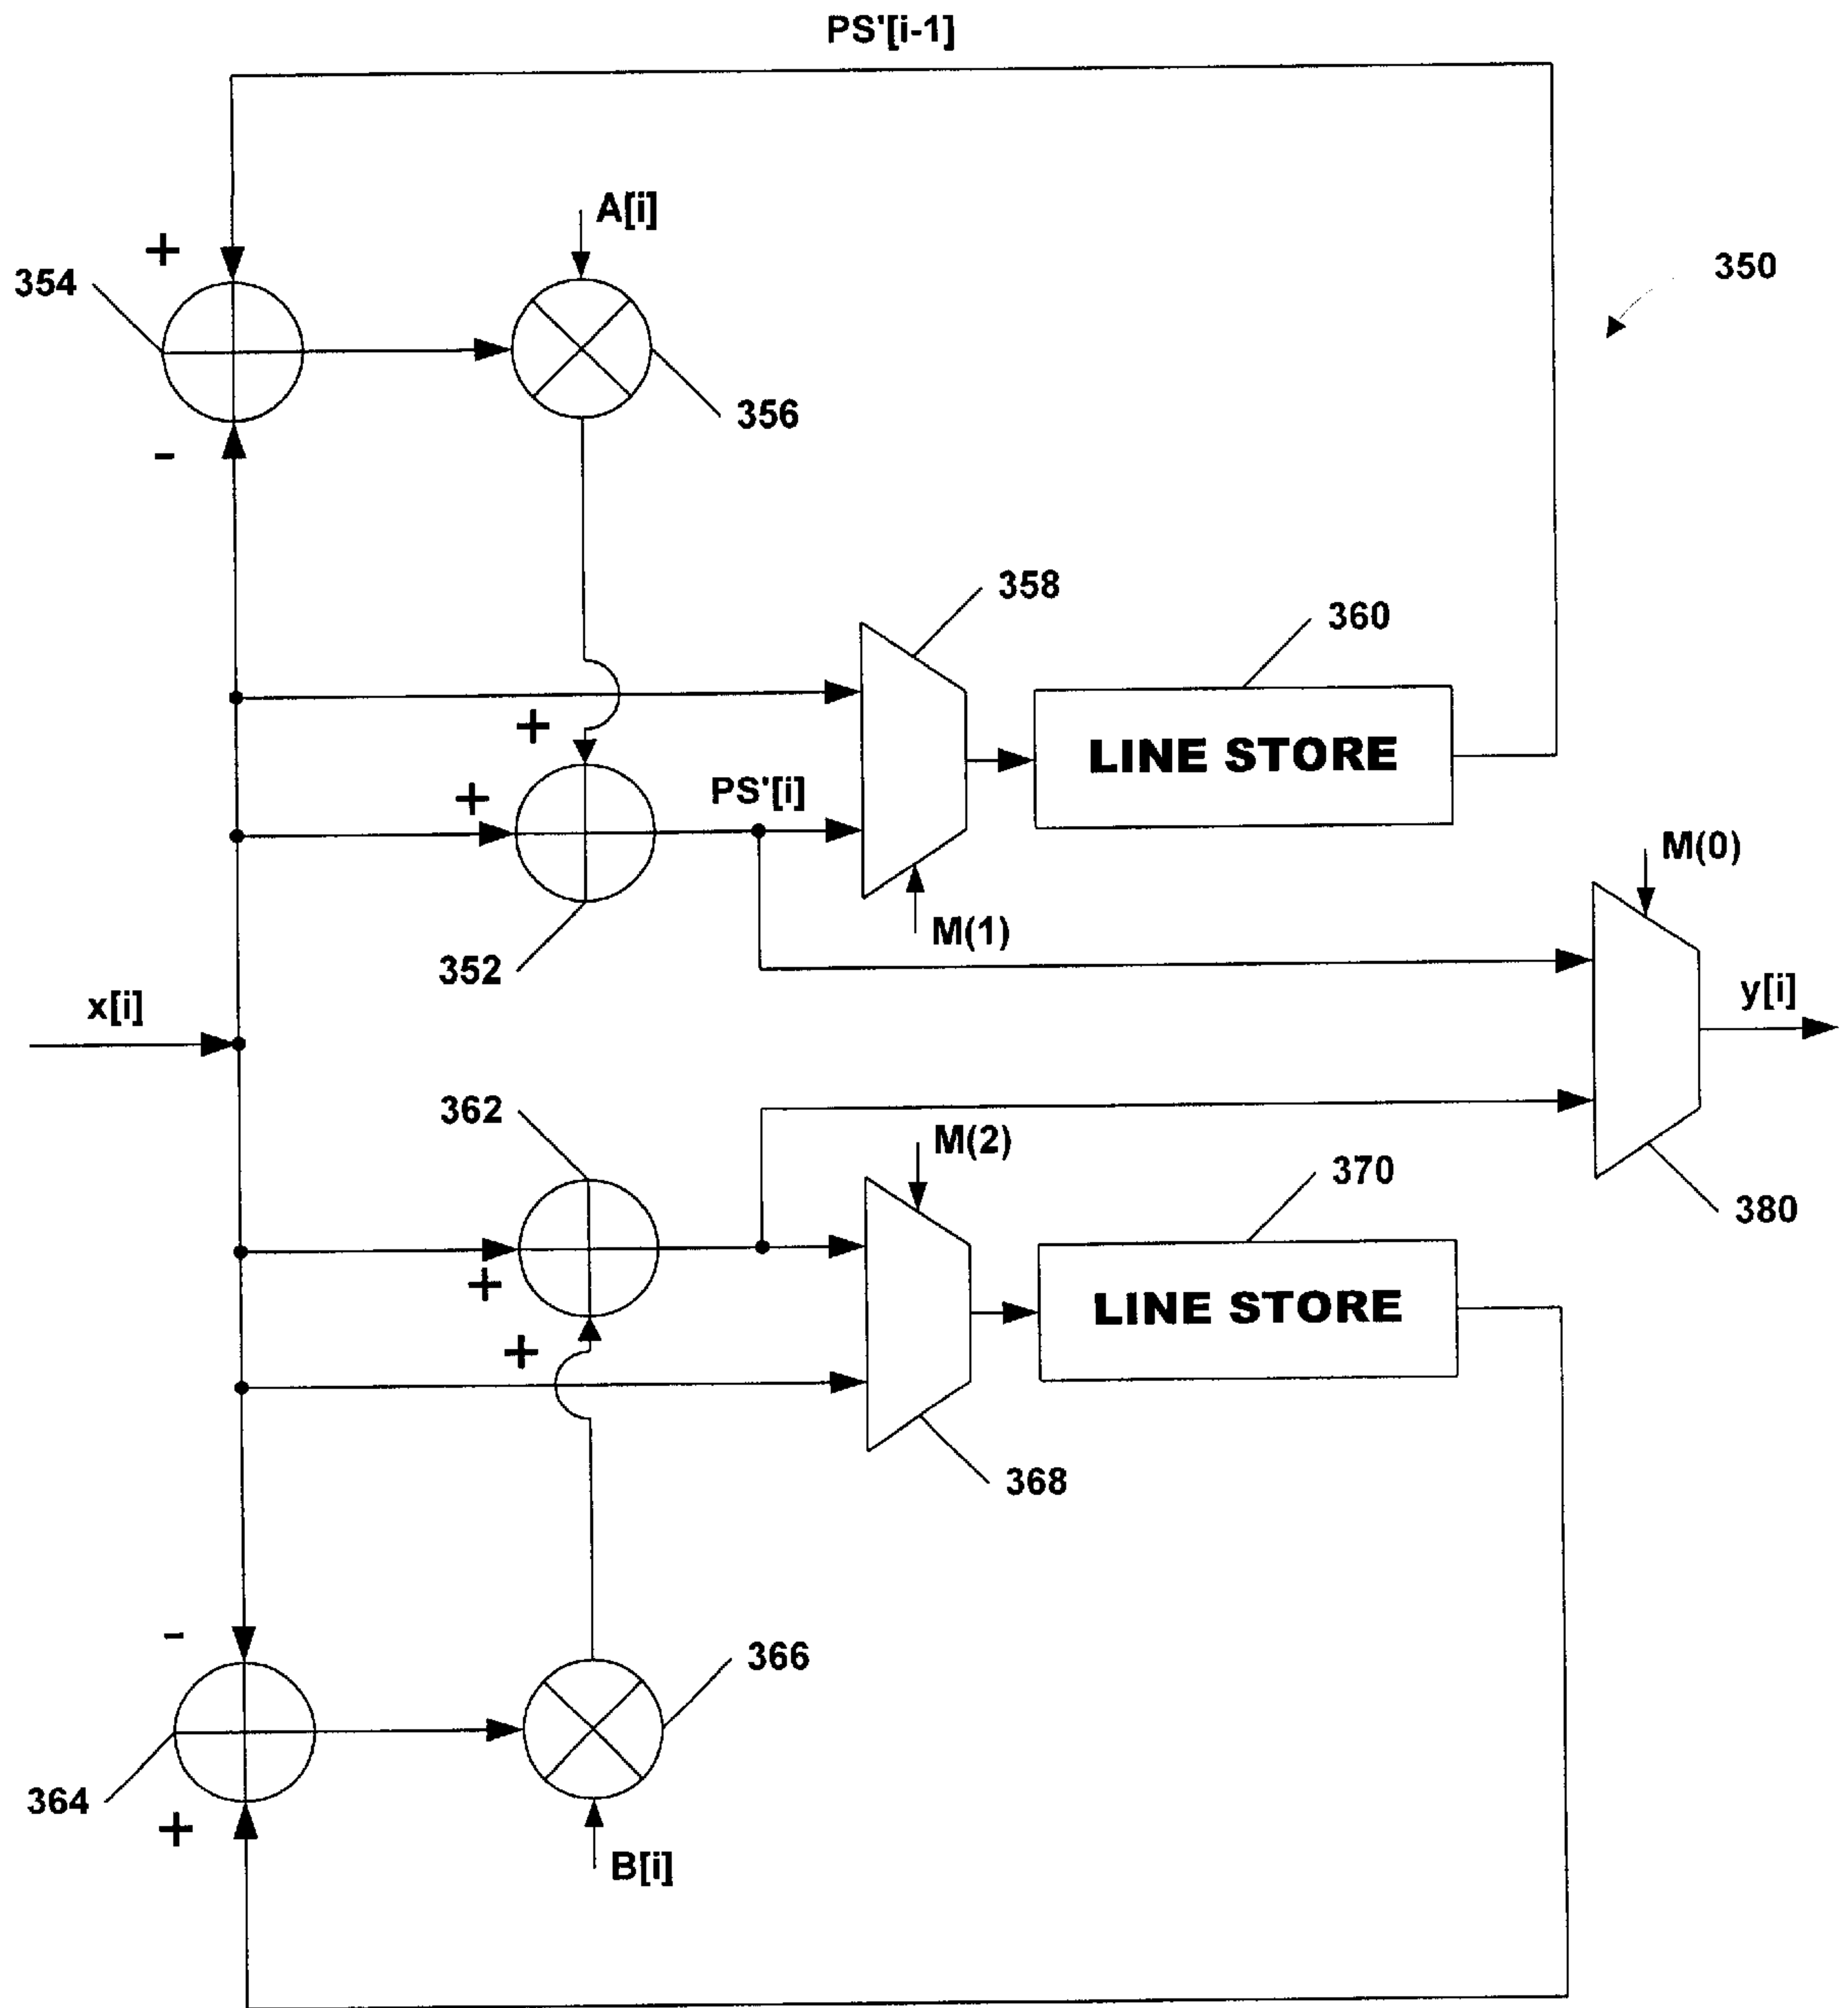 PS'[i-1]
A[i]
+
354
350
356
-
358
360
LINE STORE
+
+
PS'[i]
M(0)
M(1)
352
x[i]
y[i]
362
M(2)
370
380
+
LINE STORE
+
368
-
366
364
+
B[i]